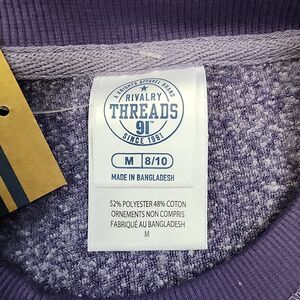 J. KNIGHTS APPAREL BRAND
RIVALRY
THREADS
91™
SINCE 1991
M 8/10
MADE IN BANGLADESH
52% POLYESTER 48% COTON
ORNEMENTS NON COMPRIS
FABRIQUÉ AU BANGLADESH
M